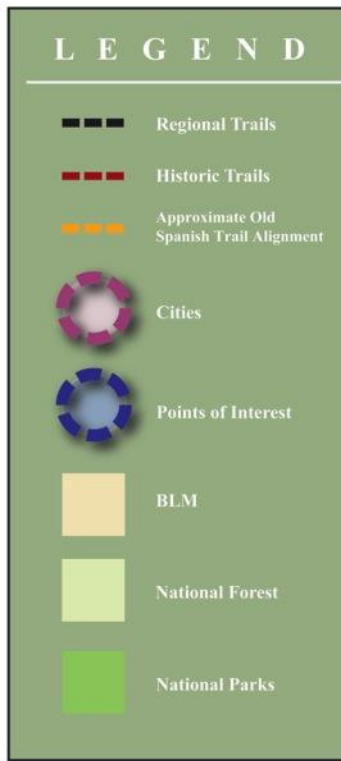 L E G E N D
Regional Trails
Historic Trails
Approximate Old
Spanish Trail Alignment
Cities
Points of Interest
BLM
National Forest
National Parks